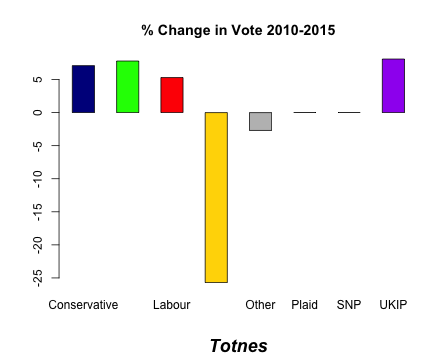 % Change in Vote 2010-2015
5
0
-5
-10
-15
-20
-25
Conservative Labour Other Plaid SNP UKIP
Totnes